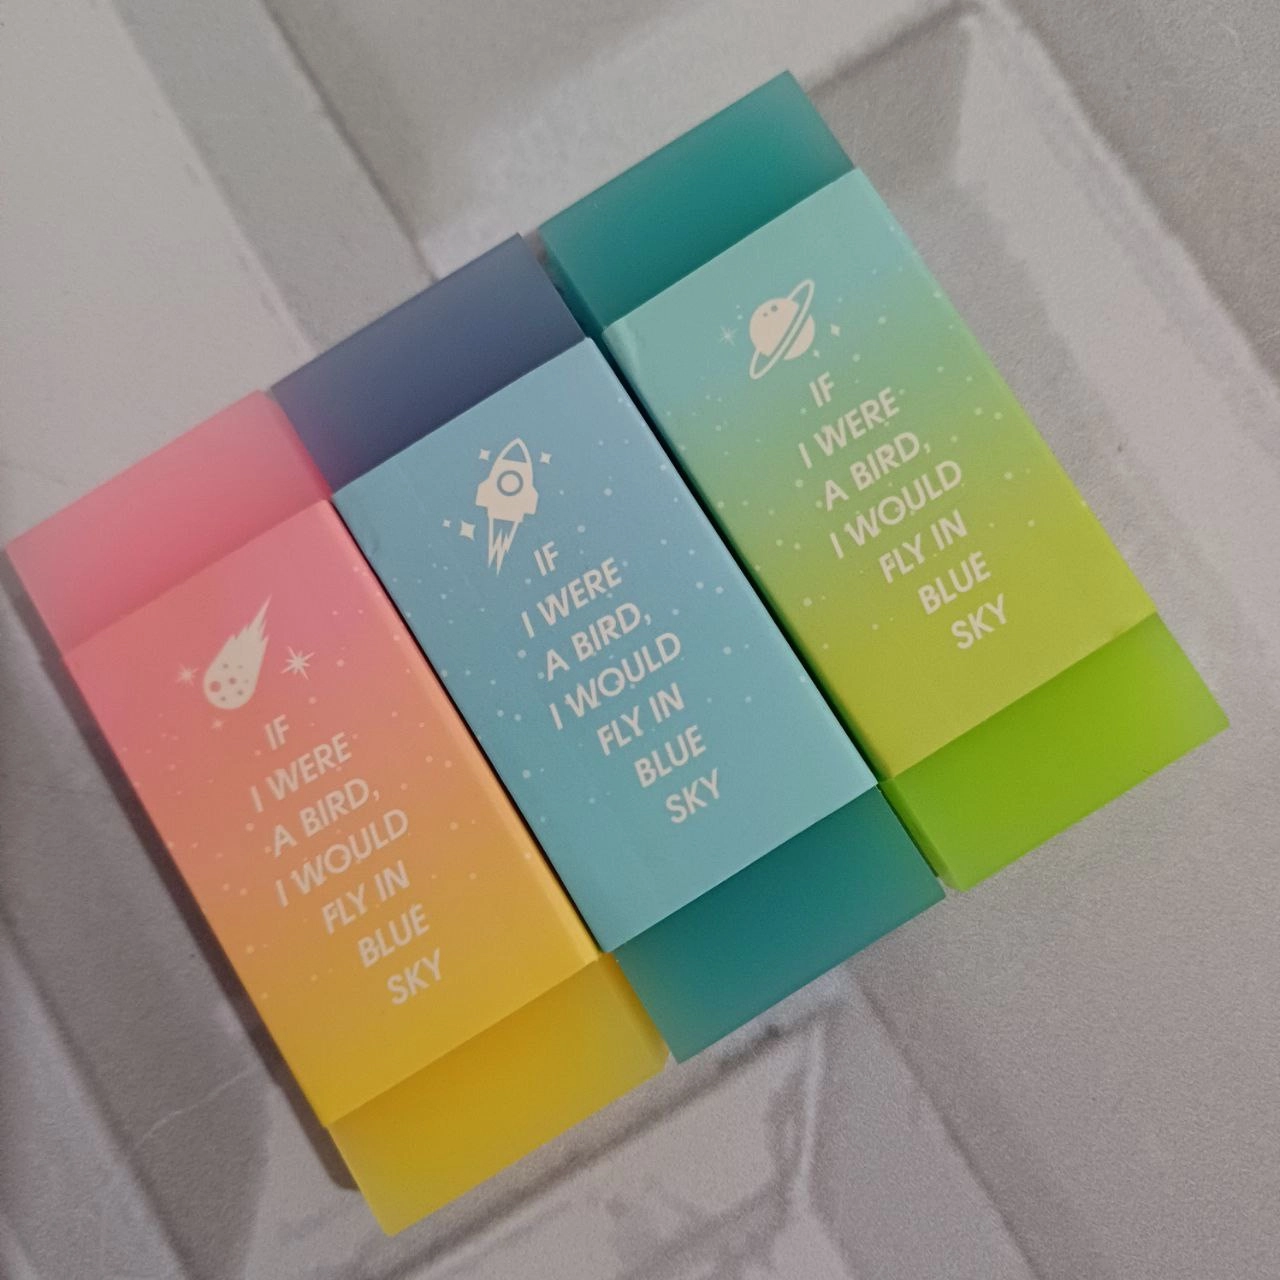 IF
I WERE
A BIRD,
I WOULD
FLY IN
BLUE
SKY
IF
I WERE
A BIRD,
I WOULD
FLY IN
BLUE
SKY
IF
I WERE
A BIRD,
I WOULD
FLY IN
BLUE
SKY